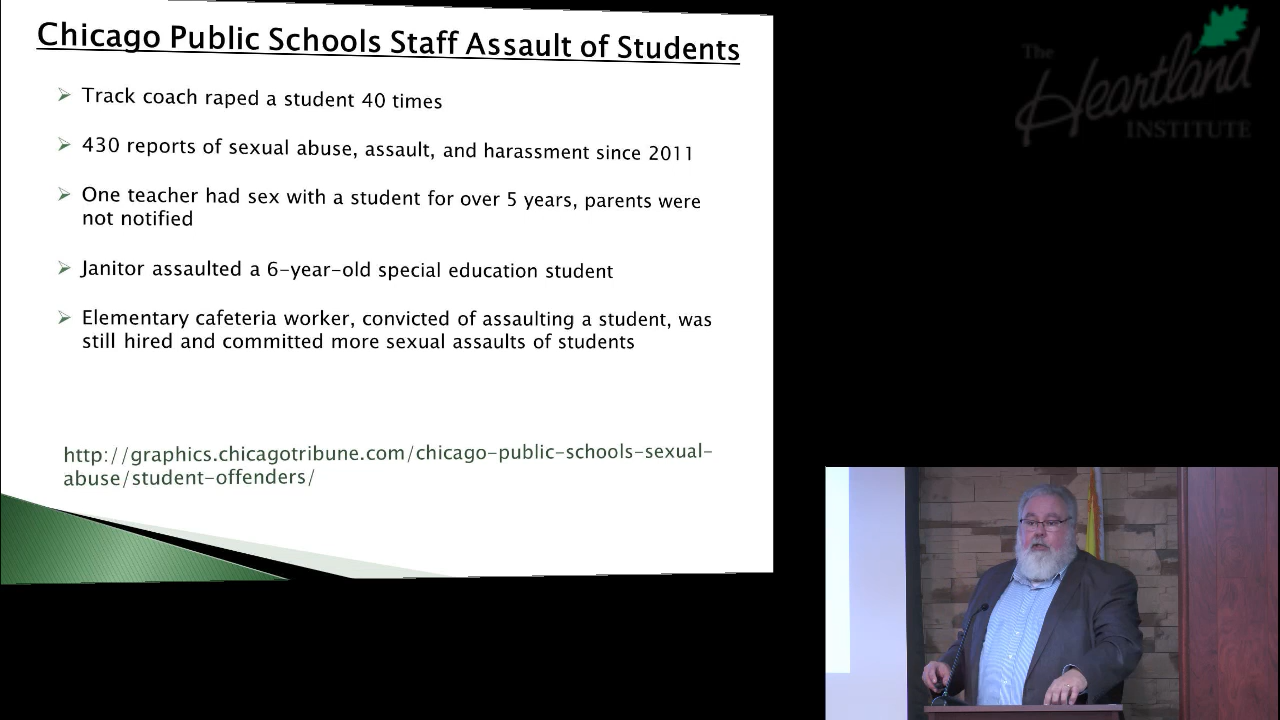 Chicago Public Schools Staff Assault of Students
Track coach raped a student 40 times
430 reports of sexual abuse, assault, and harassment since 2011
One teacher had sex with a student for over 5 years, parents were
not notified
Janitor assaulted a 6-year-old special education student
Elementary cafeteria worker, convicted of assaulting a student, was
still hired and committed more sexual assaults of students
http://graphics.chicagotribune.com/chicago-public-schools-sexual-
abuse/student-offenders/
The
Heartland
INSTITUTE